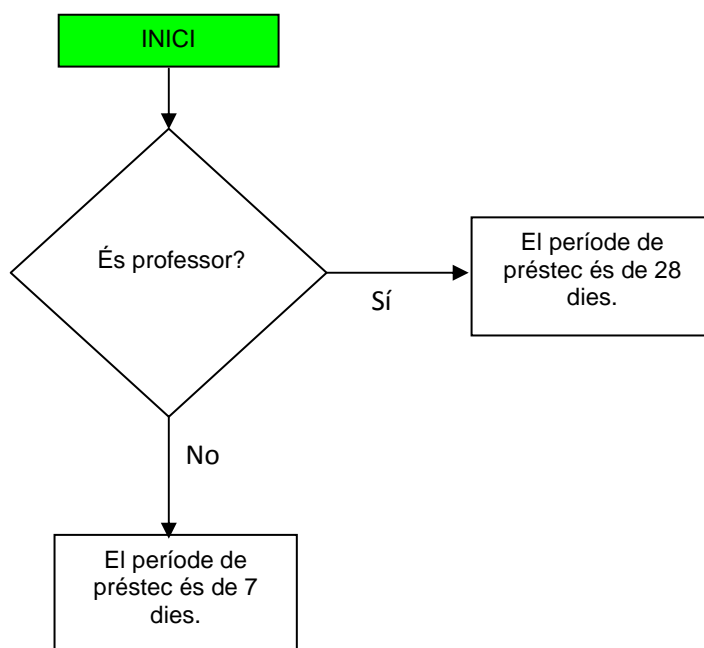 INICI
És professor?
Sí
El període de
préstec és de 28
dies.
No
El període de
préstec és de 7
dies.